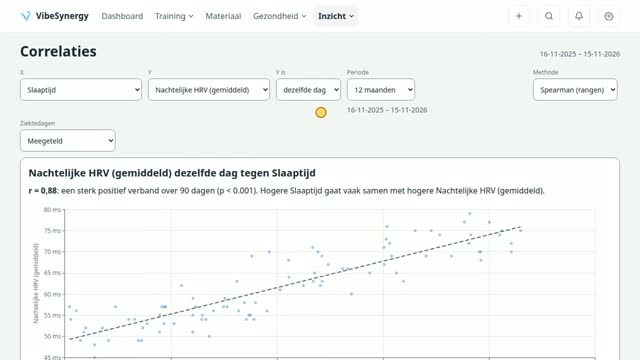 VibeSynergy Dashboard Training Materiaal Gezondheid Inzicht
Correlaties
16-11-2025 – 15-11-2026
X Y Y is Periode Methode
Slaaptijd Nachtelijke HRV (gemiddeld) dezelfde dag 12 maanden Spearman (rangen)
16-11-2025 – 15-11-2026
Ziektedagen
Meegeteld
Nachtelijke HRV (gemiddeld) dezelfde dag tegen Slaaptijd
r = 0,88: een sterk positief verband over 90 dagen (p < 0.001). Hogere Slaaptijd gaat vaak samen met hogere Nachtelijke HRV (gemiddeld).
Nachtelijke HRV (gemiddeld)
80 ms
75 ms
70 ms
65 ms
60 ms
55 ms
50 ms
45 ms